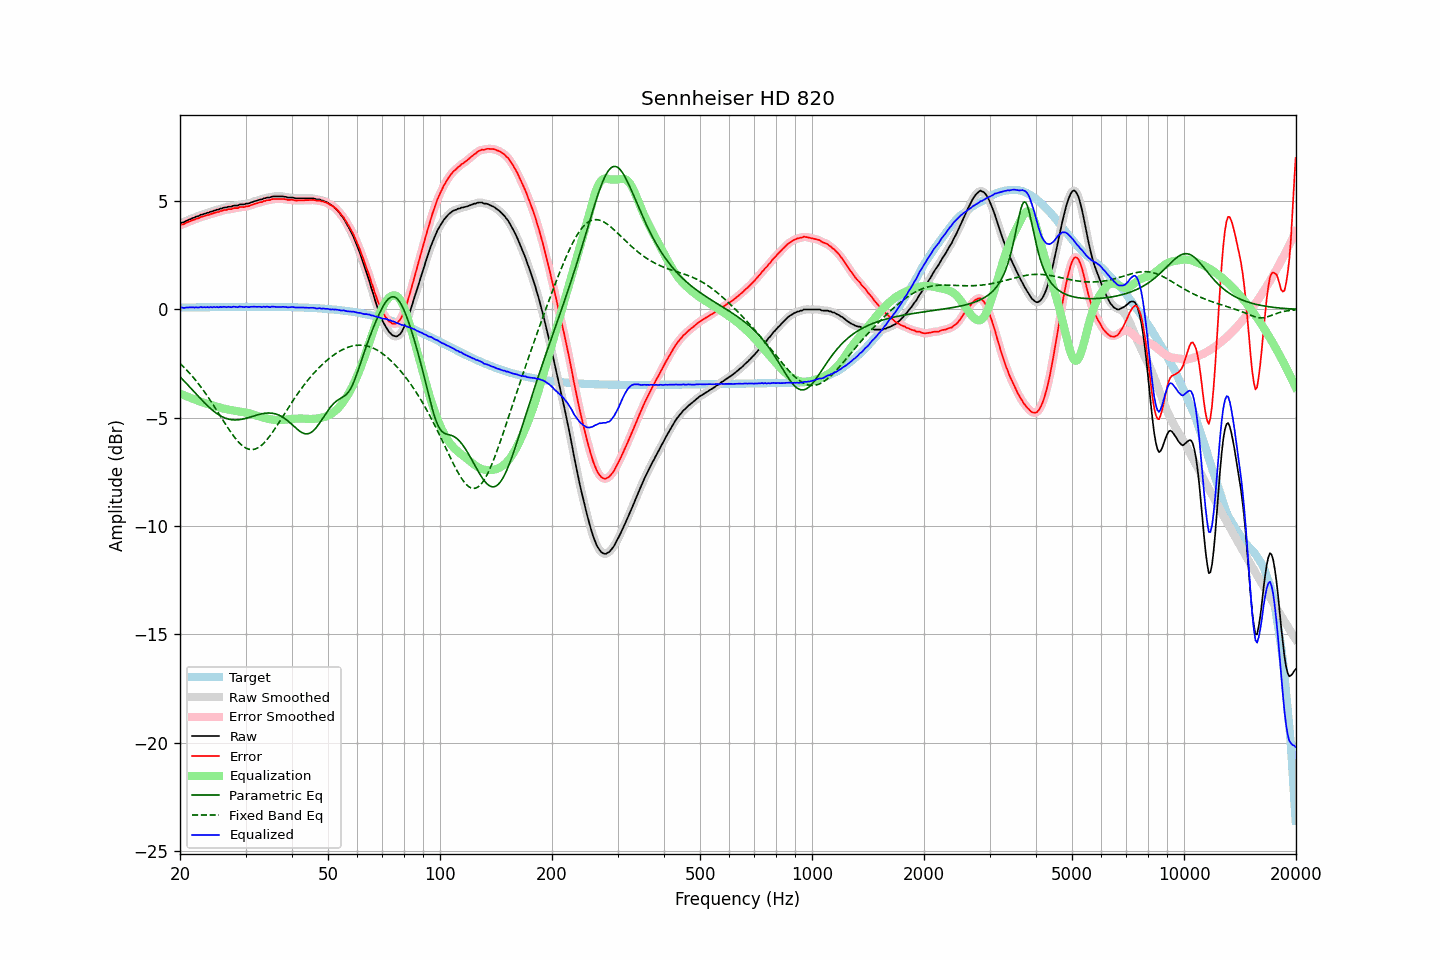 Sennheiser HD 820
Amplitude (dBr)
5
0
−5
−10
−15
−20
−25
Target
Raw Smoothed
Error Smoothed
Raw
Error
Equalization
Parametric Eq
Fixed Band Eq
Equalized
20 50 100 200 500 1000 2000 5000 10000 20000
Frequency (Hz)